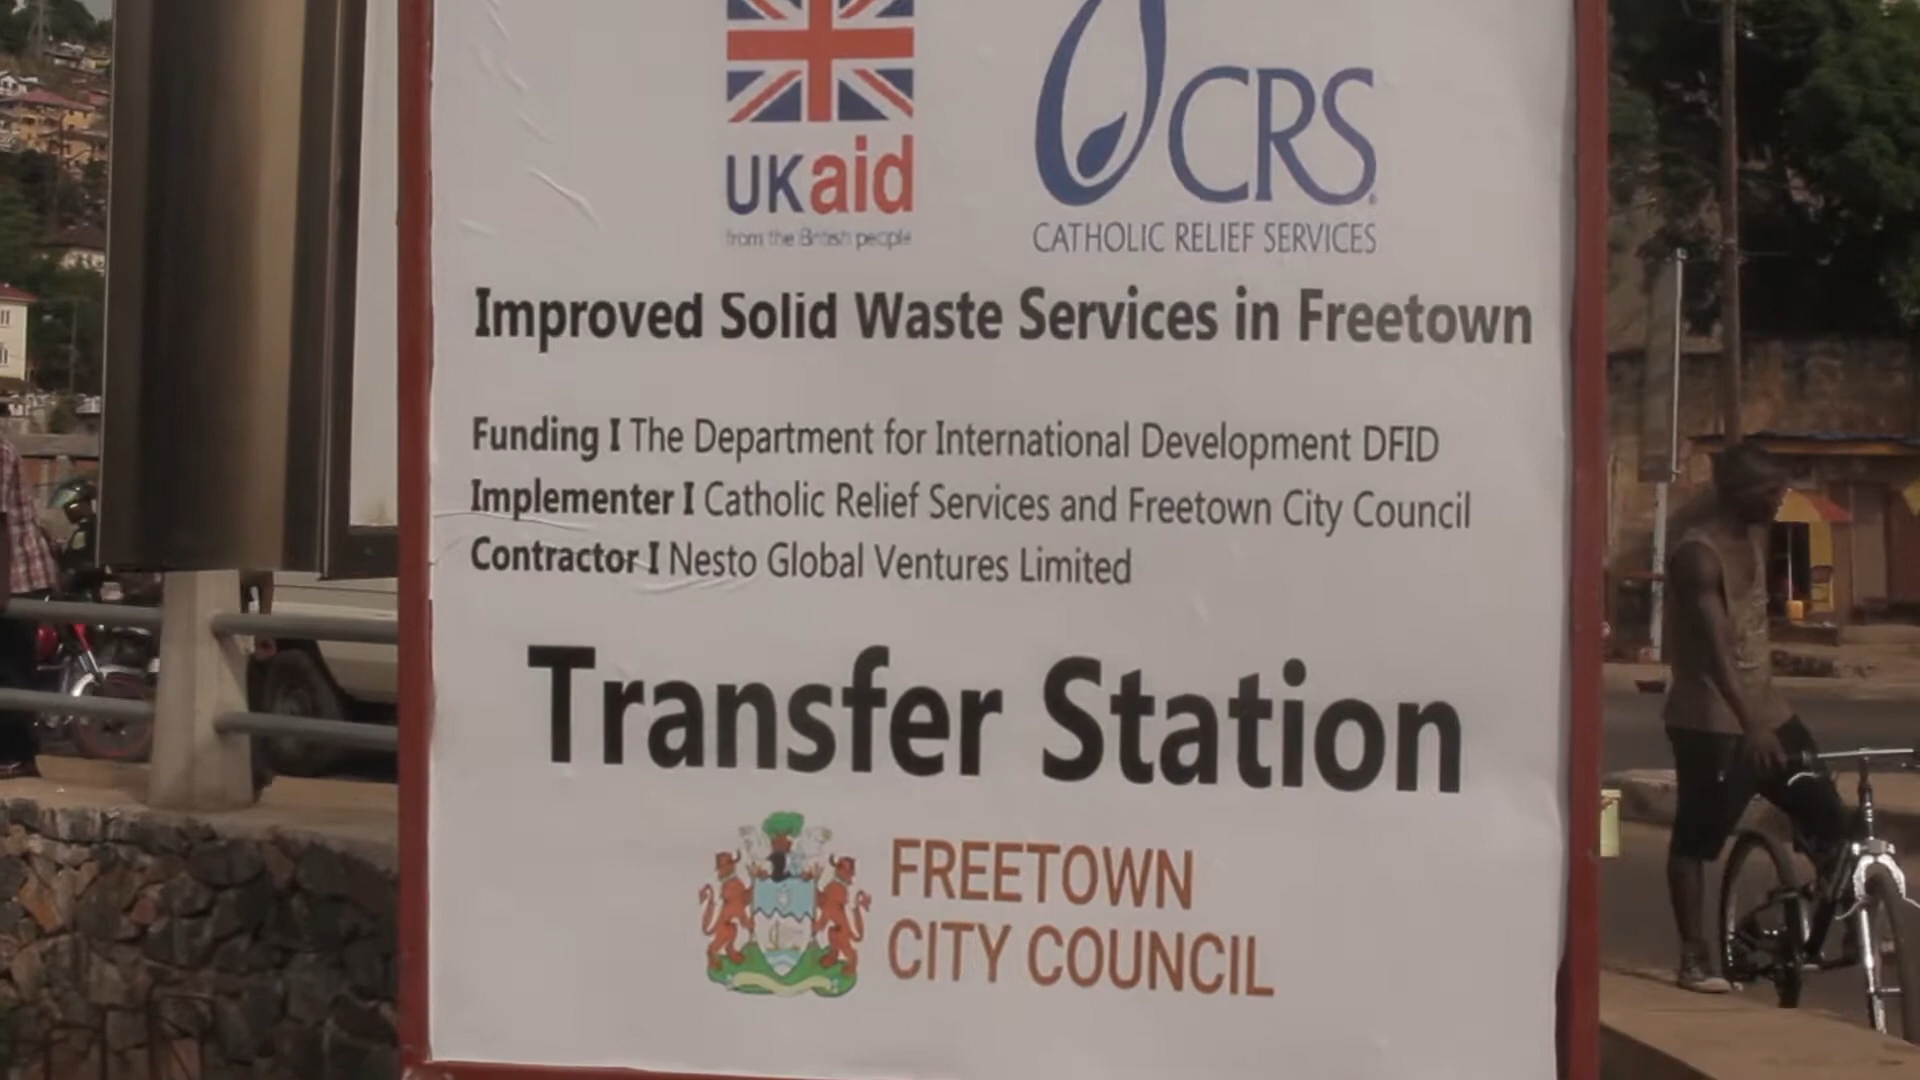 UKaid
from the British people
CRS
CATHOLIC RELIEF SERVICES
Improved Solid Waste Services in Freetown
Funding I The Department for International Development DFID
Implementer I Catholic Relief Services and Freetown City Council
Contractor I Nesto Global Ventures Limited
Transfer Station
FREETOWN
CITY COUNCIL